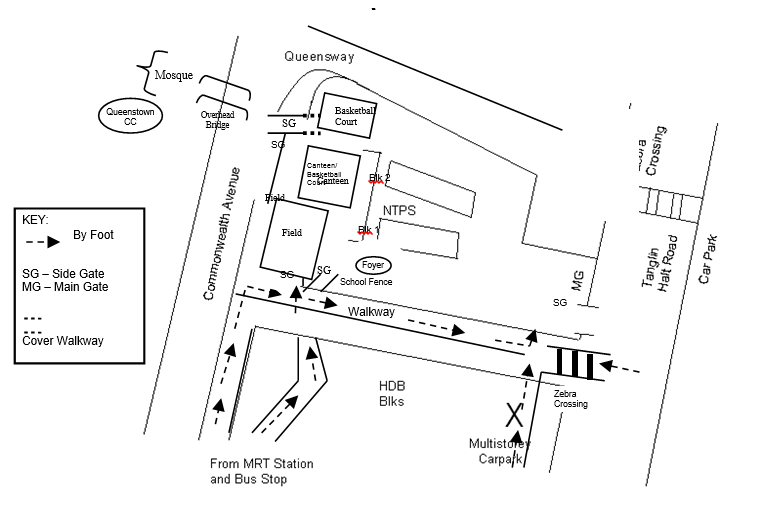 Queensway
Mosque
Queenstown
CC
Overhead
Bridge
SG
SG
Basketball
Court
Canteen/
Basketball
Court
Canteen
Blk 2
Field
NTPS
Field
Blk 1
Foyer
SG
SG
School Fence
Commonwealth Avenue
Walkway
Crossing
Tanglin
Halt Road
Car Park
MG
SG
KEY:
By Foot
SG – Side Gate
MG – Main Gate
Cover Walkway
HDB
Blks
Zebra
Crossing
X
Multistorey
Carpark
From MRT Station
and Bus Stop